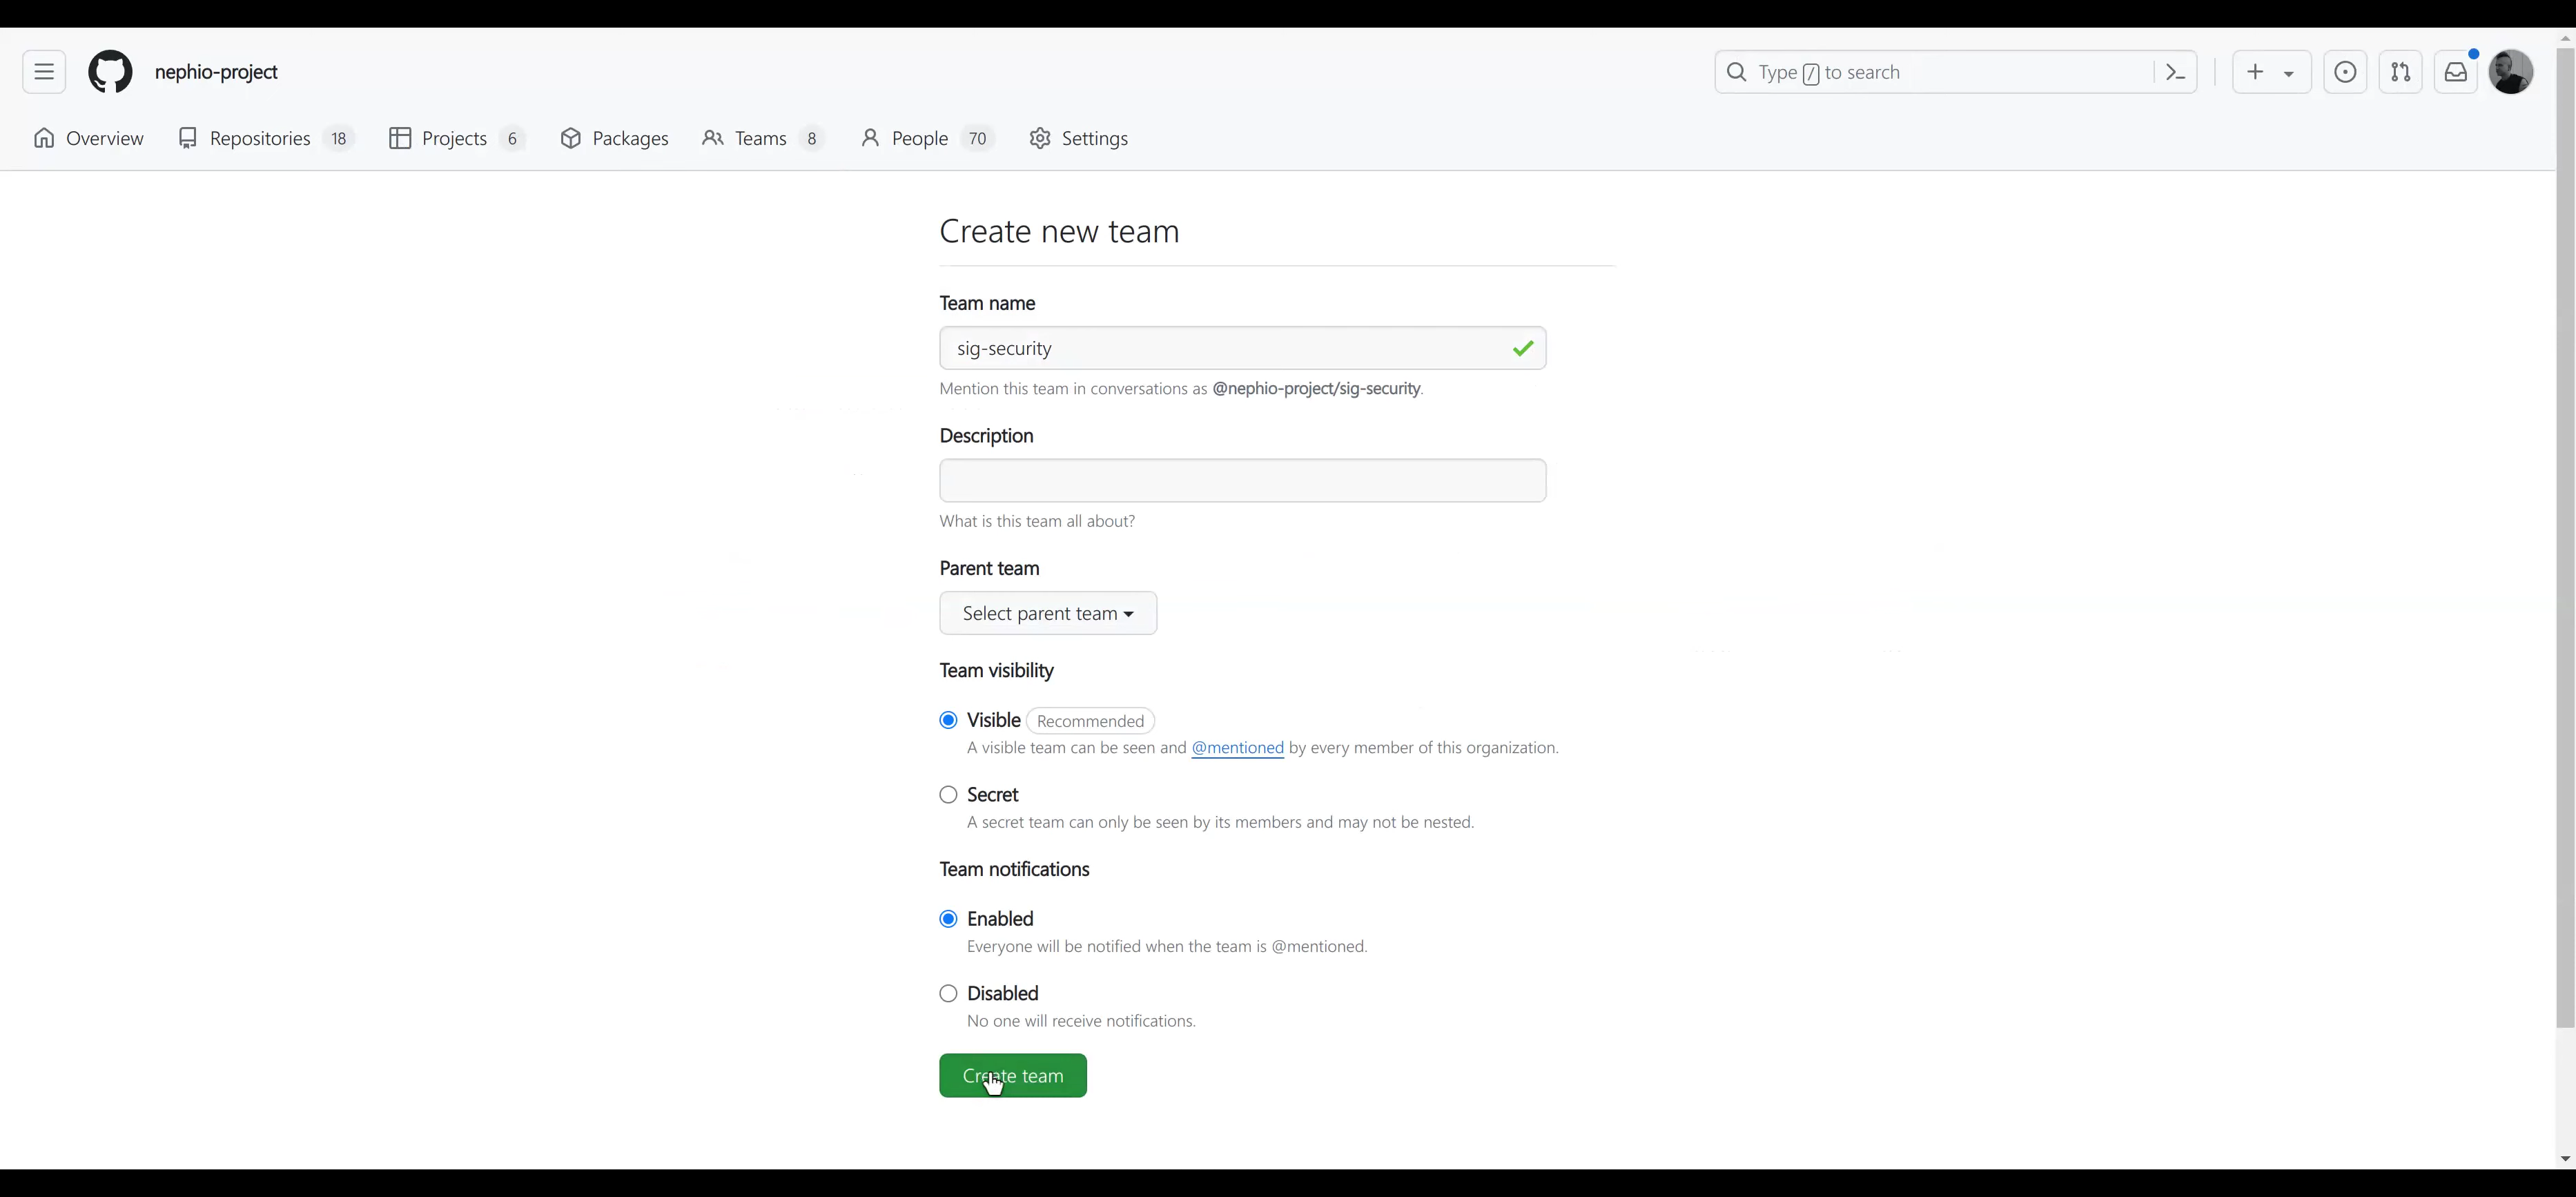 nephio-project
Type / to search
Overview
Repositories 18
Projects 6
Packages
Teams 8
People 70
Settings
Create new team
Team name
sig-security
Mention this team in conversations as @nephio-project/sig-security.
Description
What is this team all about?
Parent team
Select parent team
Team visibility
Visible Recommended
A visible team can be seen and @mentioned by every member of this organization.
Secret
A secret team can only be seen by its members and may not be nested.
Team notifications
Enabled
Everyone will be notified when the team is @mentioned.
Disabled
No one will receive notifications.
Create team